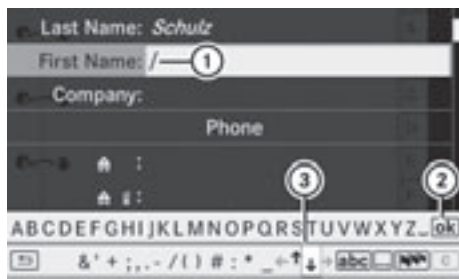 Last Name: Schulz
First Name: / 1
Company:
Phone
:
:
3 2
ABCDEFGHIJKLMNOPQRSTUVWXYZ_ ok
&'+;,.-/()#:*_ abc c